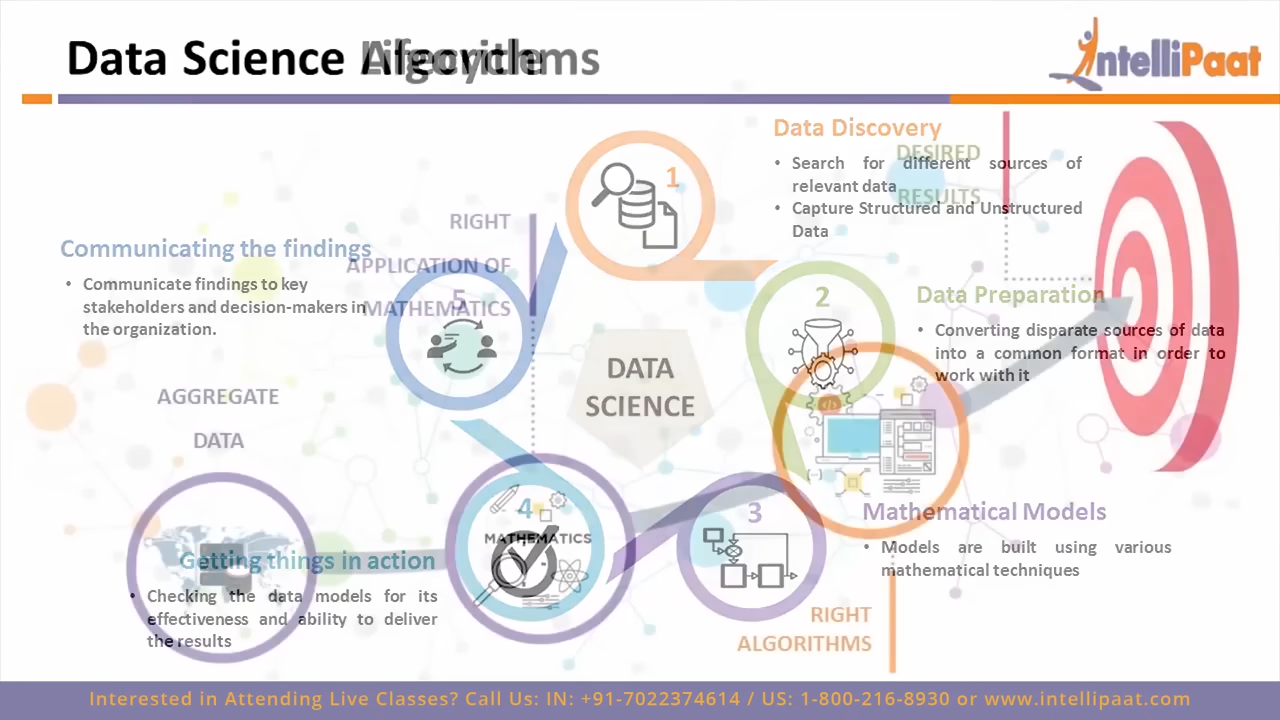 Data Science Lifecycle
Data Science Algorithms
IntelliPaat
Data Discovery
• Search for different sources of
relevant data
• Capture Structured and Unstructured
Data
DESIRED
RESULTS
1
RIGHT
APPLICATION OF
MATHEMATICS
Communicating the findings
• Communicate findings to key
stakeholders and decision-makers in
the organization.
5
2
Data Preparation
• Converting disparate sources of data
into a common format in order to
work with it
DATA
SCIENCE
AGGREGATE
DATA
4
MATHEMATICS
3
Mathematical Models
• Models are built using various
mathematical techniques
Getting things in action
• Checking the data models for its
effectiveness and ability to deliver
the results
RIGHT
ALGORITHMS
Interested in Attending Live Classes? Call Us: IN: +91-7022374614 / US: 1-800-216-8930 or www.intellipaat.com